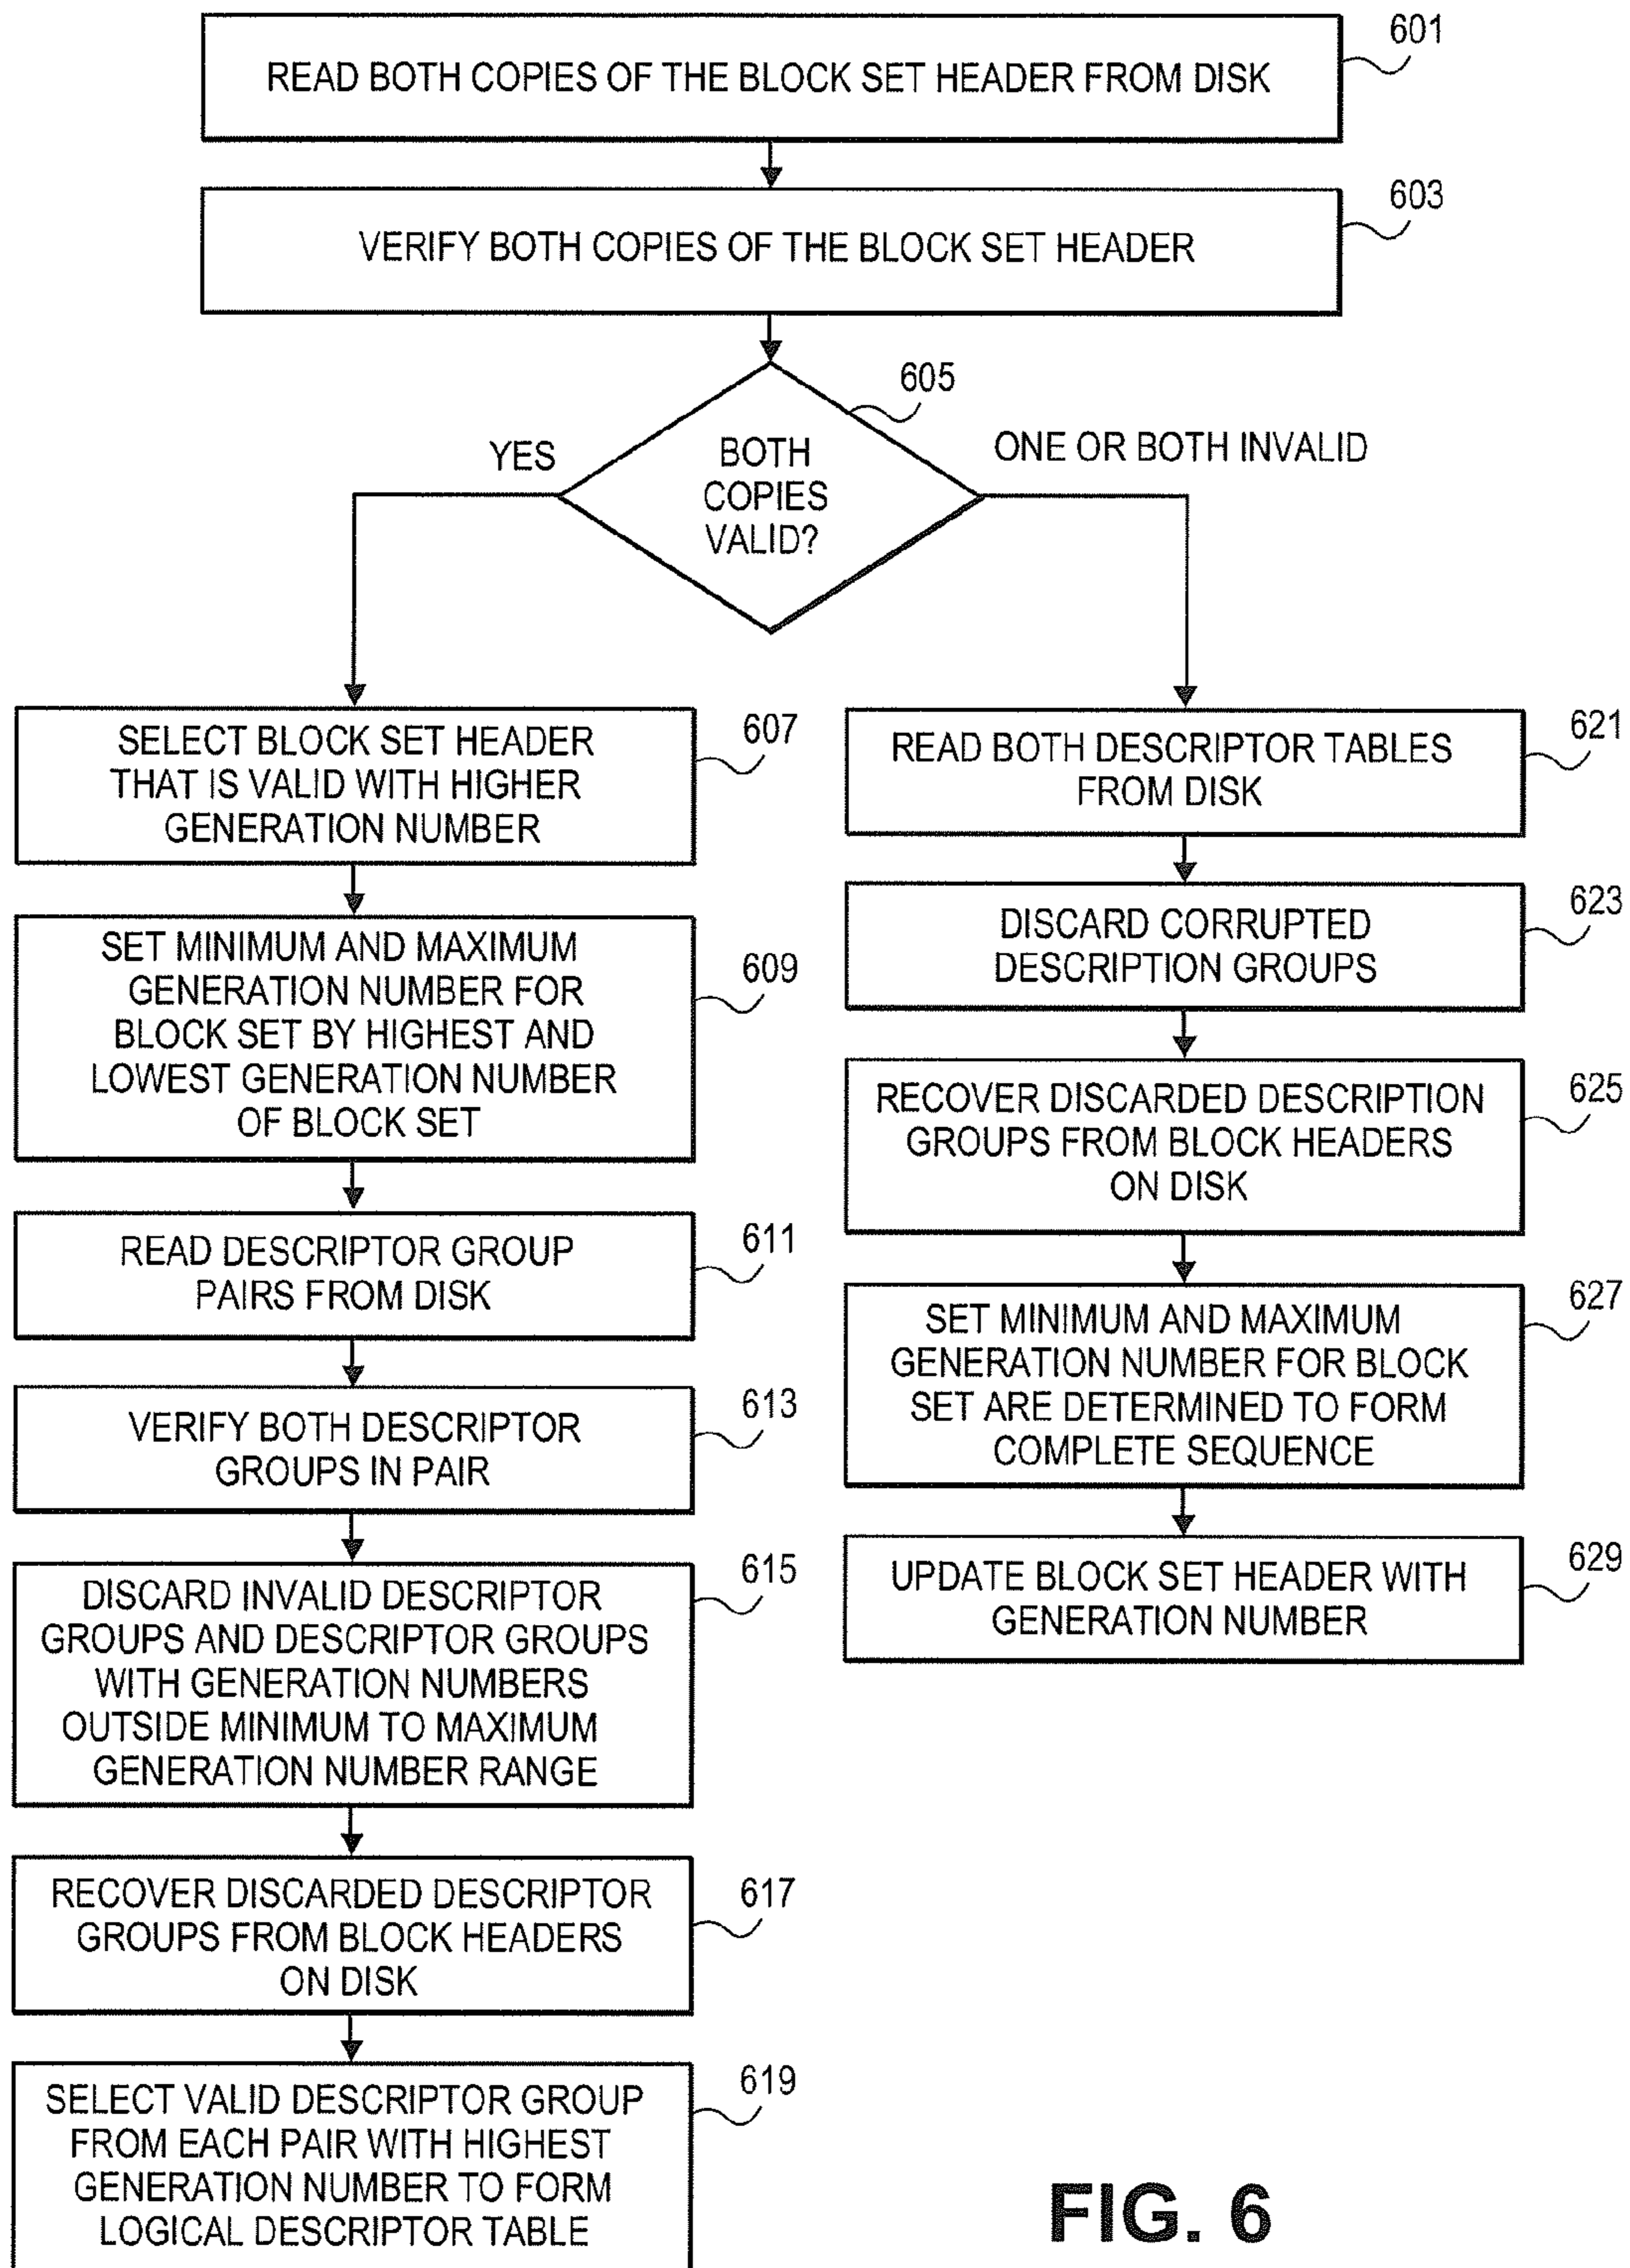 601
READ BOTH COPIES OF THE BLOCK SET HEADER FROM DISK
603
VERIFY BOTH COPIES OF THE BLOCK SET HEADER
605
BOTH
COPIES
VALID?
YES
ONE OR BOTH INVALID
607
SELECT BLOCK SET HEADER
THAT IS VALID WITH HIGHER
GENERATION NUMBER
609
SET MINIMUM AND MAXIMUM
GENERATION NUMBER FOR
BLOCK SET BY HIGHEST AND
LOWEST GENERATION NUMBER
OF BLOCK SET
611
READ DESCRIPTOR GROUP
PAIRS FROM DISK
613
VERIFY BOTH DESCRIPTOR
GROUPS IN PAIR
615
DISCARD INVALID DESCRIPTOR
GROUPS AND DESCRIPTOR GROUPS
WITH GENERATION NUMBERS
OUTSIDE MINIMUM TO MAXIMUM
GENERATION NUMBER RANGE
617
RECOVER DISCARDED DESCRIPTOR
GROUPS FROM BLOCK HEADERS
ON DISK
619
SELECT VALID DESCRIPTOR GROUP
FROM EACH PAIR WITH HIGHEST
GENERATION NUMBER TO FORM
LOGICAL DESCRIPTOR TABLE
621
READ BOTH DESCRIPTOR TABLES
FROM DISK
623
DISCARD CORRUPTED
DESCRIPTION GROUPS
625
RECOVER DISCARDED DESCRIPTION
GROUPS FROM BLOCK HEADERS
ON DISK
627
SET MINIMUM AND MAXIMUM
GENERATION NUMBER FOR BLOCK
SET ARE DETERMINED TO FORM
COMPLETE SEQUENCE
629
UPDATE BLOCK SET HEADER WITH
GENERATION NUMBER
FIG. 6